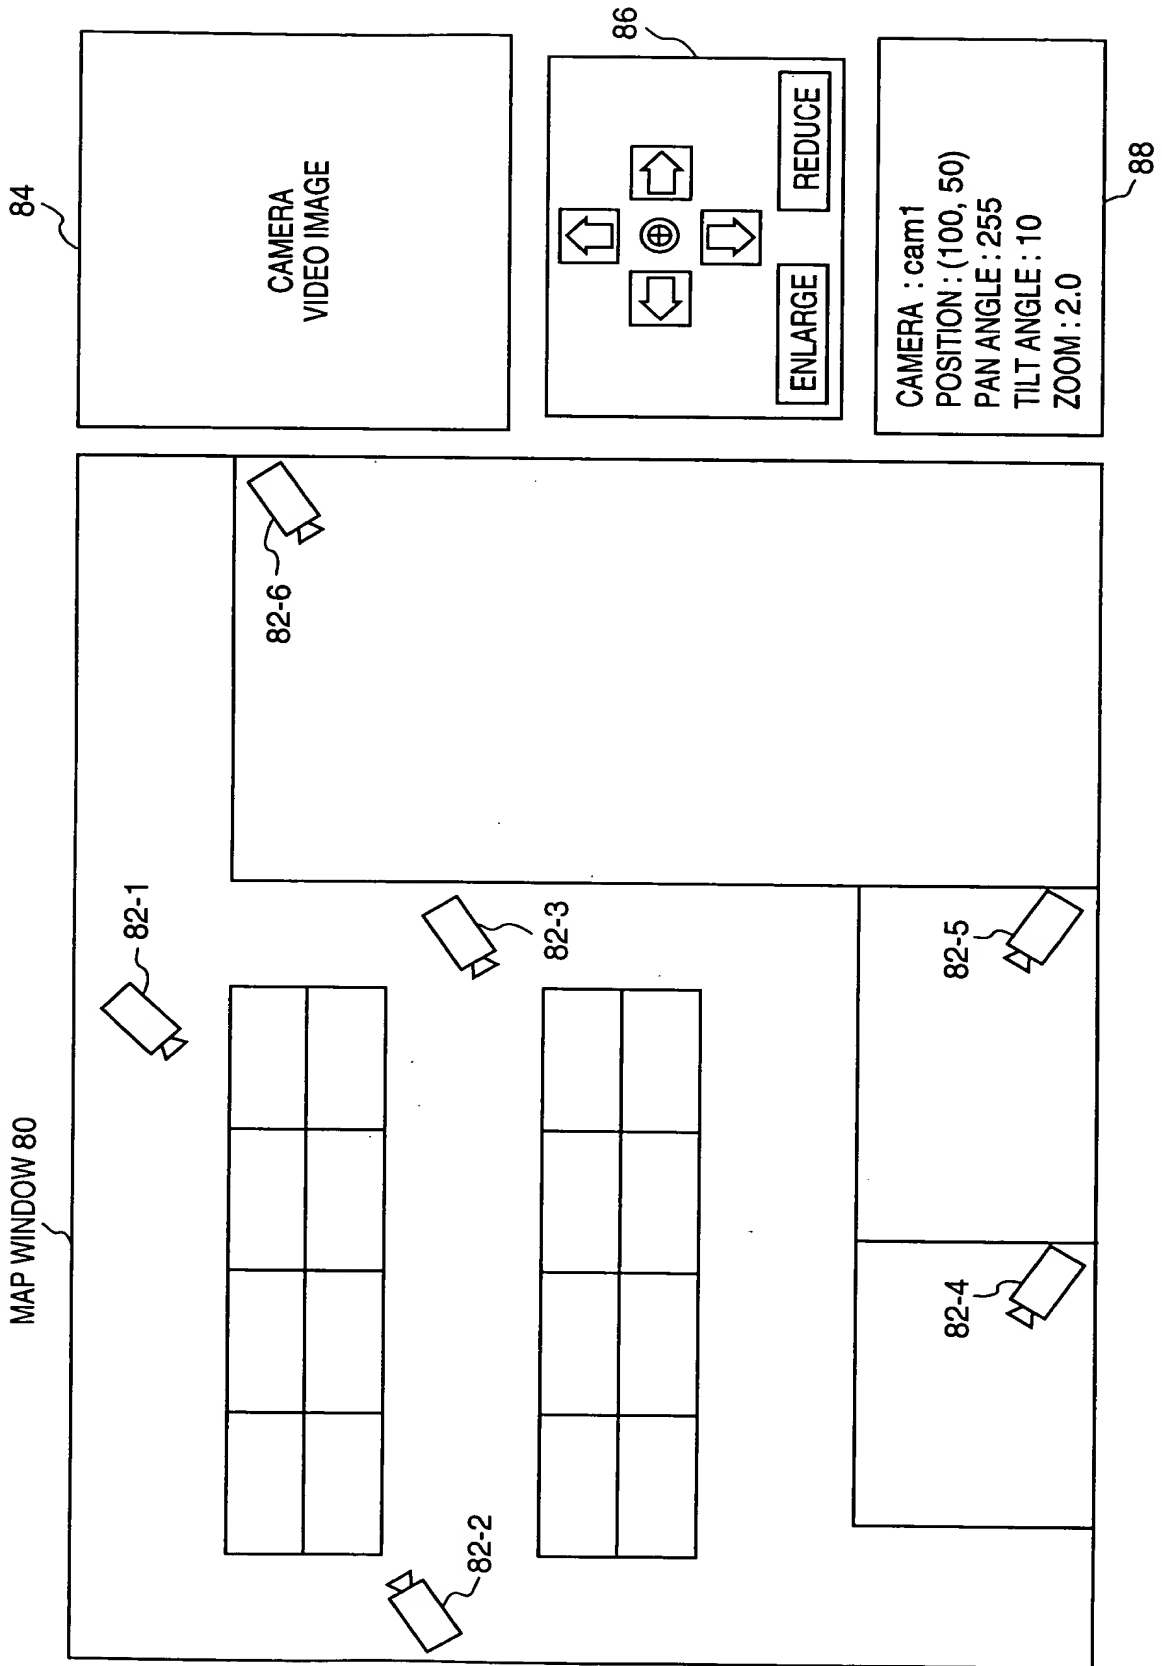 MAP WINDOW 80
82-1
82-2
82-3
82-4
82-5
82-6
84
CAMERA
VIDEO IMAGE
86
ENLARGE
REDUCE
CAMERA : cam1
POSITION : (100, 50)
PAN ANGLE : 255
TILT ANGLE : 10
ZOOM : 2.0
88